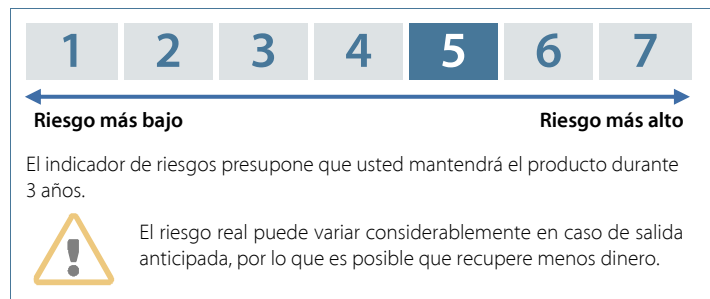 1 2 3 4 5 6 7
Riesgo más bajo Riesgo más alto
El indicador de riesgos presupone que usted mantendrá el producto durante
3 años.
El riesgo real puede variar considerablemente en caso de salida
anticipada, por lo que es posible que recupere menos dinero.